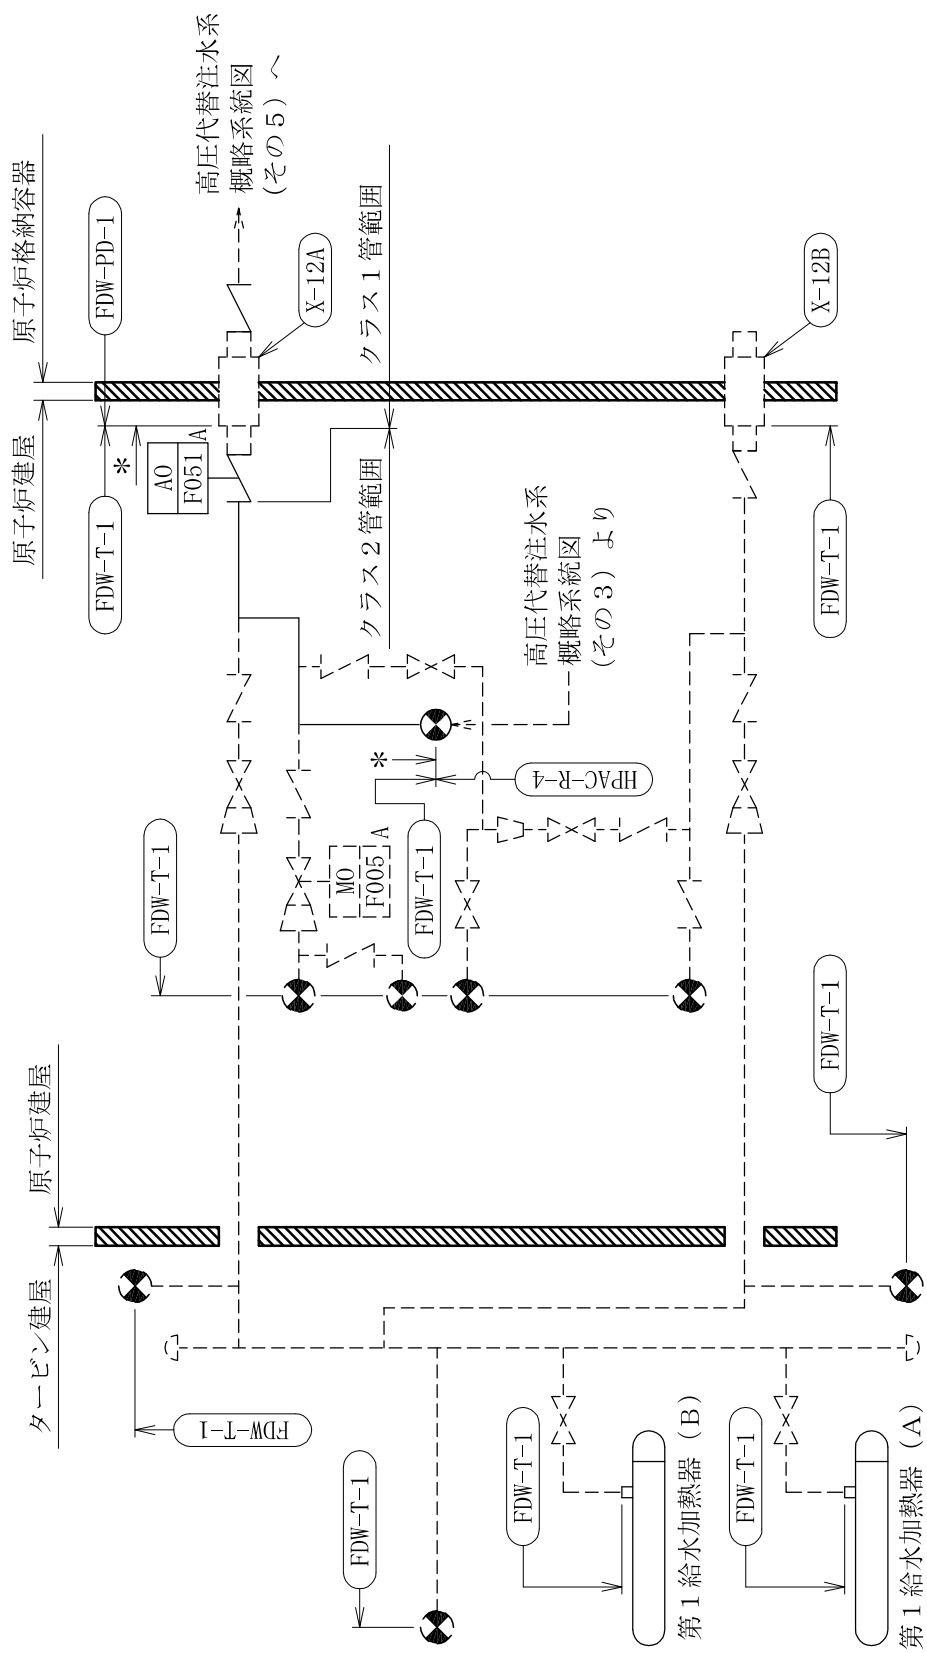 タービン建屋
原子炉建屋
原子炉建屋
原子炉格納容器
FDW-T-1
FDW-T-1
FDW-T-1
FDW-PD-1
*
AO
F051
A
高圧代替注水系
概略系統図
(その5) へ
X-12A
クラス2管範囲
クラス1管範囲
MO
F005
A
FDW-T-1
*
HPAC-R-4
高圧代替注水系
概略系統図
(その3) より
FDW-T-1
FDW-T-1
第1給水加熱器 (B)
FDW-T-1
第1給水加熱器 (A)
FDW-T-1
FDW-T-1
X-12B